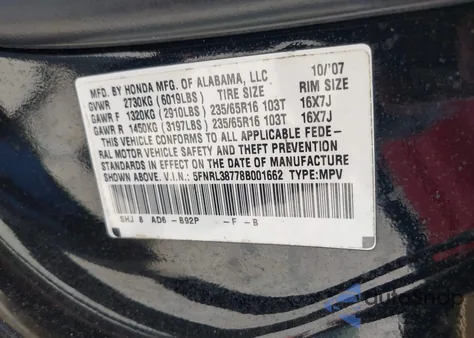 MFD. BY HONDA MFG. OF ALABAMA, LLC 10/'07
GVWR 2730KG (6019LBS) TIRE SIZE RIM SIZE
GAWR F 1320KG (2910LBS) 235/65R16 103T 16X7J
GAWR R 1450KG (3197LBS) 235/65R16 103T 16X7J
THIS VEHICLE CONFORMS TO ALL APPLICABLE FEDE-
RAL MOTOR VEHICLE SAFETY AND THEFT PREVENTION
STANDARDS IN EFFECT ON THE DATE OF MANUFACTURE
SHOWN ABOVE. V.I.N.: 5FNRL38778B001662 TYPE:MPV
SHJ 8 AD6 -B92P -F -B
AutoSnap